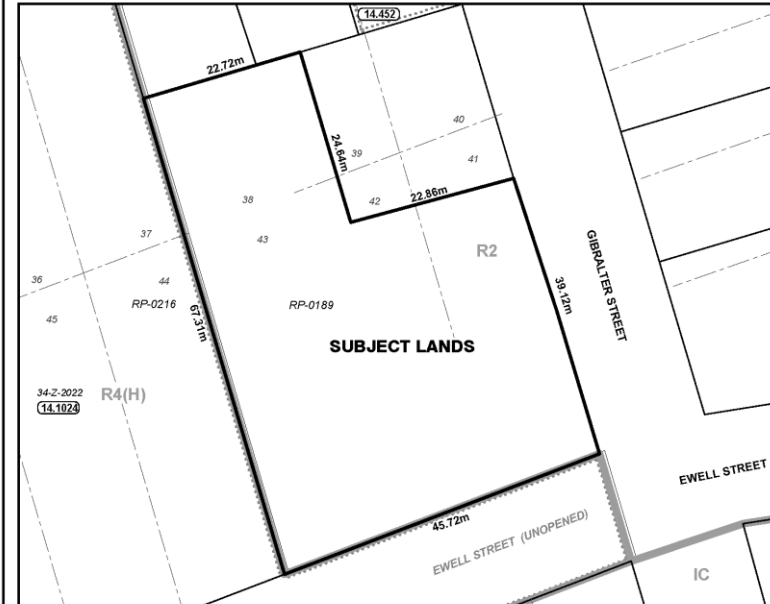 14.452
22.72m
40
24.64m
39
41
38
42
22.86m
37
43
R2
GIBRALTER STREET
36
44
39.12m
RP-0216
RP-0189
45
67.31m
SUBJECT LANDS
34-Z-2022
R4(H)
14.1024
EWELL STREET
45.72m
EWELL STREET (UNOPENED)
IC